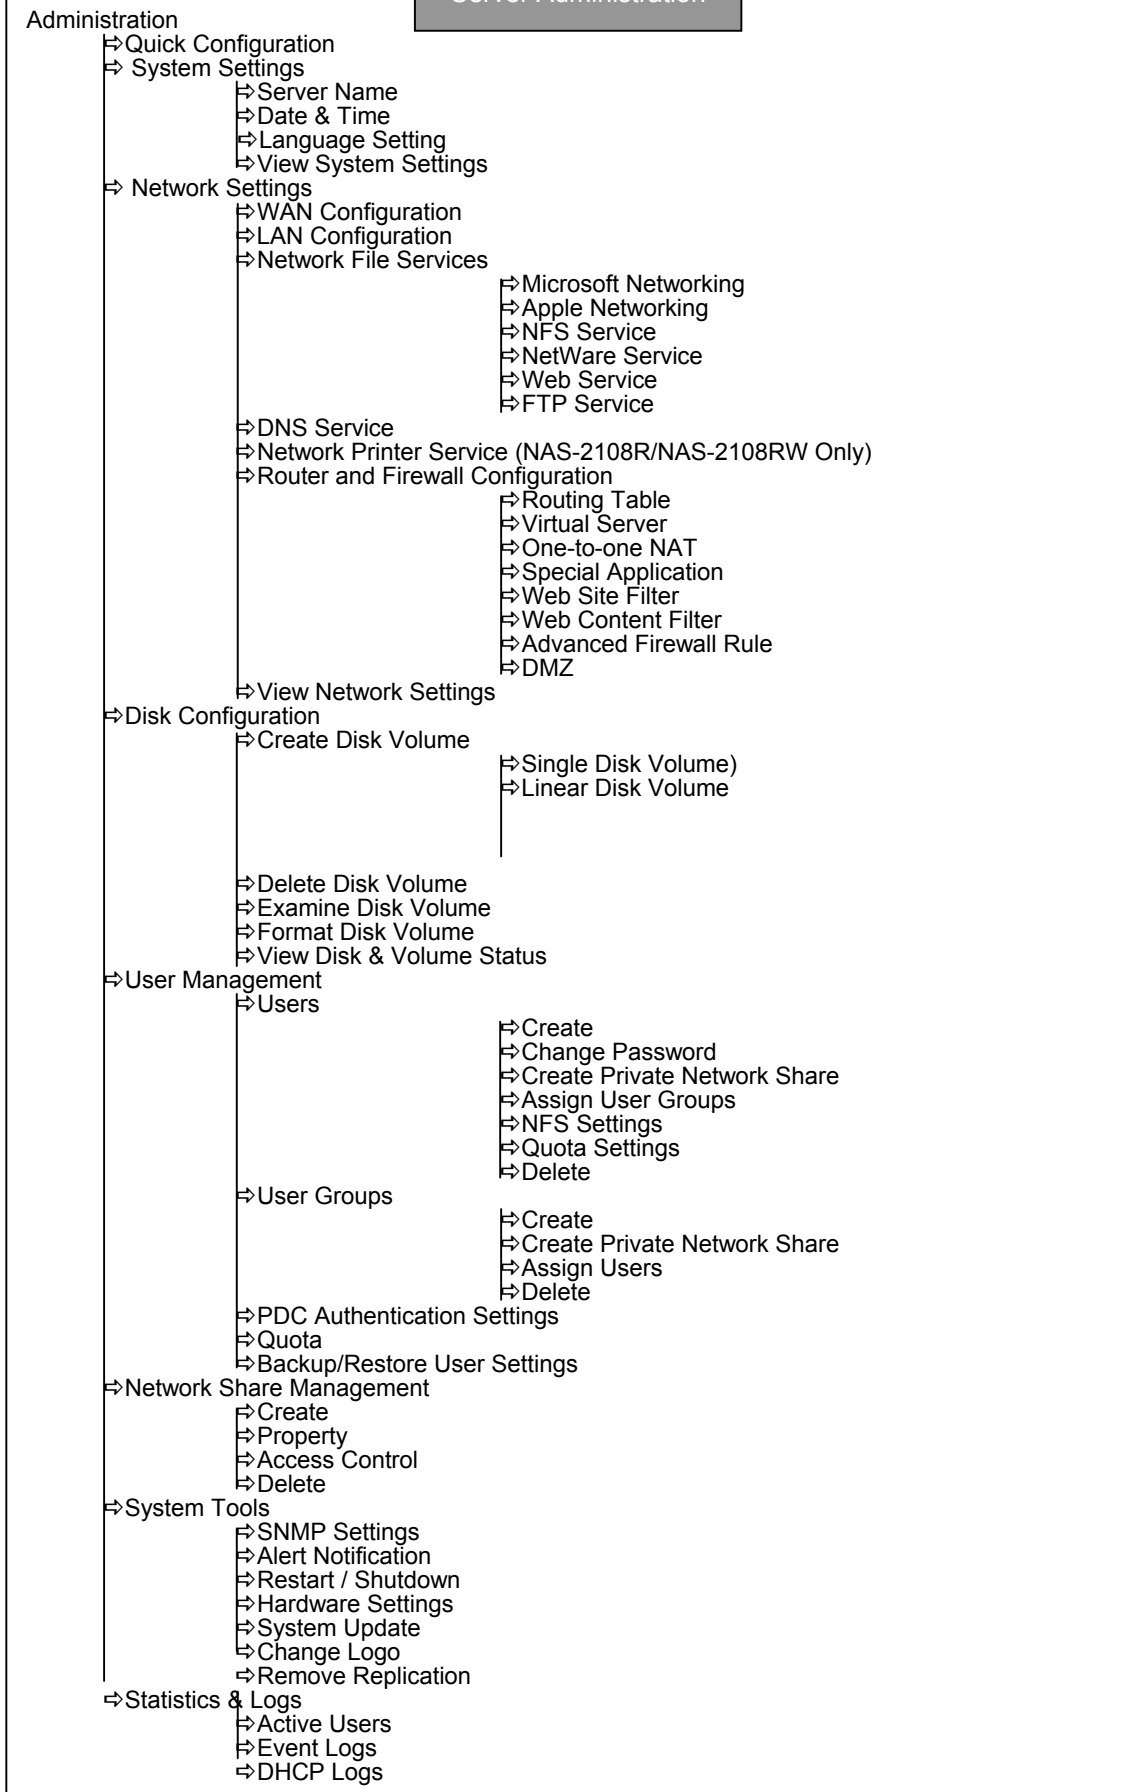 Server Administration
Administration
⇨Quick Configuration
⇨ System Settings
⇨Server Name
⇨Date & Time
⇨Language Setting
⇨View System Settings
⇨ Network Settings
⇨WAN Configuration
⇨LAN Configuration
⇨Network File Services
⇨Microsoft Networking
⇨Apple Networking
⇨NFS Service
⇨NetWare Service
⇨Web Service
⇨FTP Service
⇨DNS Service
⇨Network Printer Service (NAS-2108R/NAS-2108RW Only)
⇨Router and Firewall Configuration
⇨Routing Table
⇨Virtual Server
⇨One-to-one NAT
⇨Special Application
⇨Web Site Filter
⇨Web Content Filter
⇨Advanced Firewall Rule
⇨DMZ
⇨View Network Settings
⇨Disk Configuration
⇨Create Disk Volume
⇨Single Disk Volume)
⇨Linear Disk Volume
⇨Delete Disk Volume
⇨Examine Disk Volume
⇨Format Disk Volume
⇨View Disk & Volume Status
⇨User Management
⇨Users
⇨Create
⇨Change Password
⇨Create Private Network Share
⇨Assign User Groups
⇨NFS Settings
⇨Quota Settings
⇨Delete
⇨User Groups
⇨Create
⇨Create Private Network Share
⇨Assign Users
⇨Delete
⇨PDC Authentication Settings
⇨Quota
⇨Backup/Restore User Settings
⇨Network Share Management
⇨Create
⇨Property
⇨Access Control
⇨Delete
⇨System Tools
⇨SNMP Settings
⇨Alert Notification
⇨Restart / Shutdown
⇨Hardware Settings
⇨System Update
⇨Change Logo
⇨Remove Replication
⇨Statistics & Logs
⇨Active Users
⇨Event Logs
⇨DHCP Logs